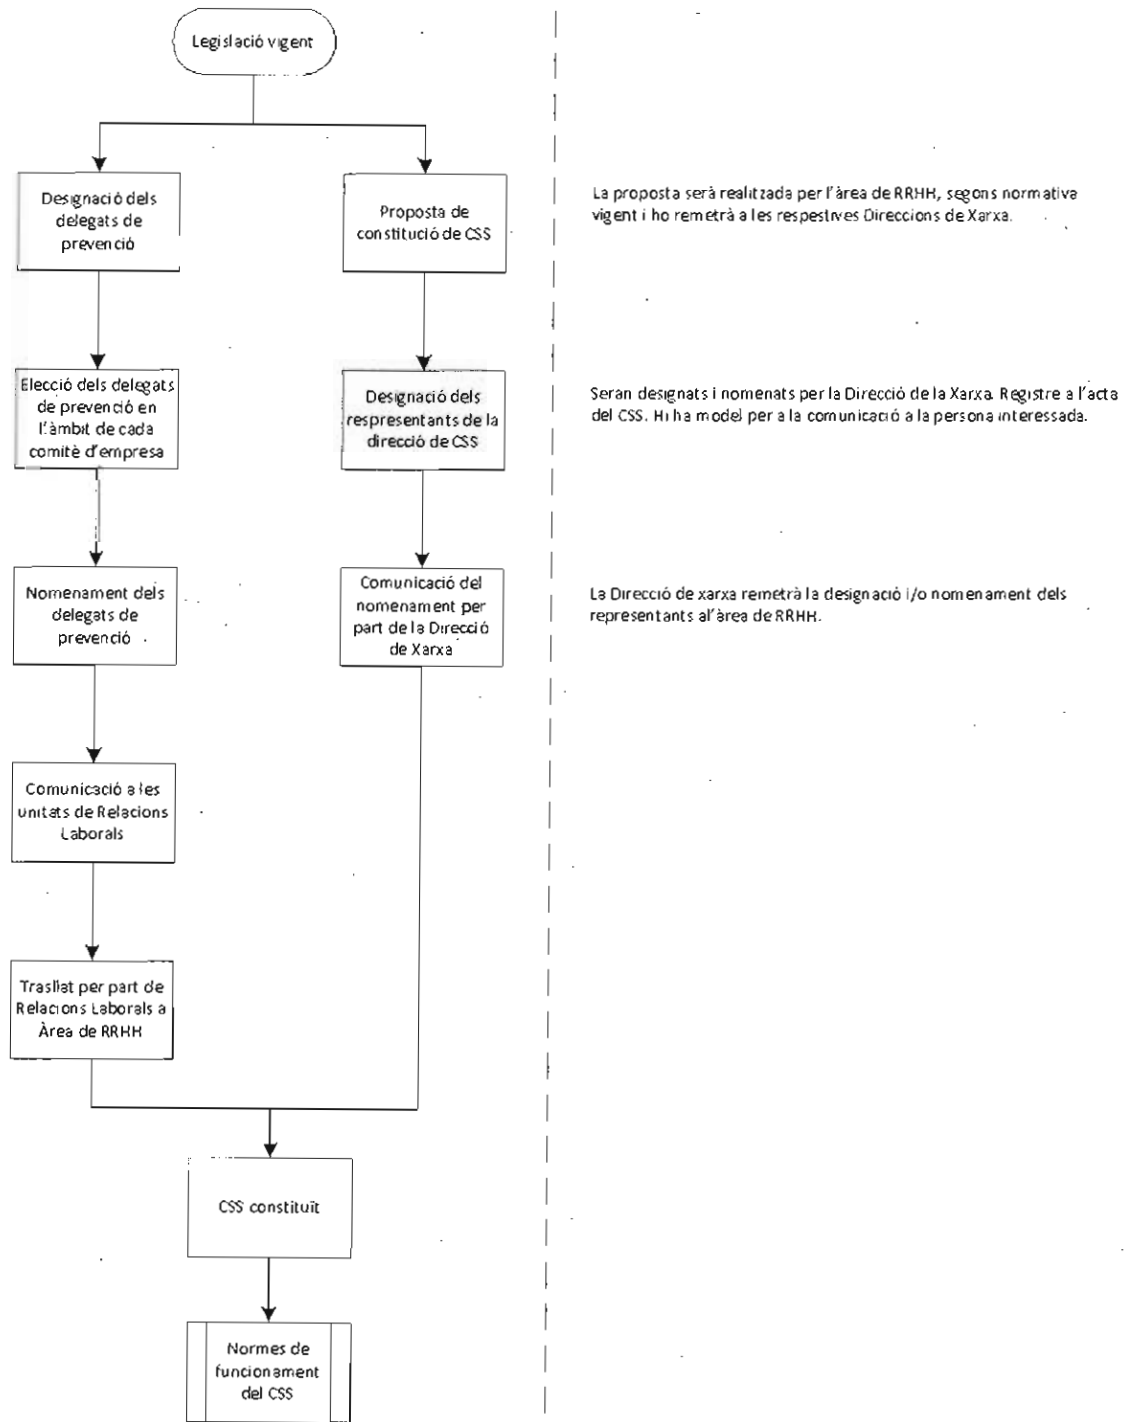 Legislació vigent
Designació dels
delegats de
prevenció
Proposta de
constitució de CSS
La proposta serà realitzada per l'àrea de RRHH, segons normativa
vigent i ho remetrà a les respestives Direccions de Xarxa.
Elecció dels delegats
de prevenció en
l'àmbit de cada
comitè d'empresa
Designació dels
respresentants de la
direcció de CSS
Seran designats i nomenats per la Direcció de la Xarxa. Registre a l'acta
del CSS. Hi ha model per a la comunicació a la persona interessada.
Nomenament dels
delegats de
prevenció
Comunicació del
nomenament per
part de la Direcció
de Xarxa
La Direcció de xarxa remetrà la designació i/o nomenament dels
representants al'àrea de RRHH.
Comunicació a les
unitats de Relacions
Laborals
Trasllat per part de
Relacions Laborals a
Àrea de RRHH
CSS constituït
Normes de
funcionament
del CSS